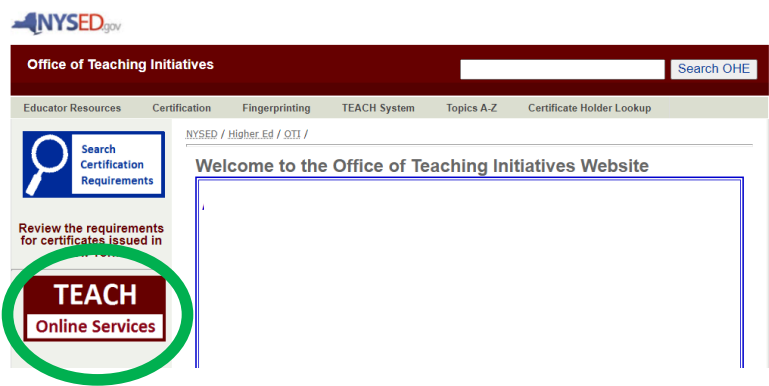 NYSED.gov
Office of Teaching Initiatives
Search OHE
Educator Resources Certification Fingerprinting TEACH System Topics A-Z Certificate Holder Lookup
Search
Certification
Requirements
Review the requirements
for certificates issued in
TEACH
Online Services
NYSED / Higher Ed / OTI /
Welcome to the Office of Teaching Initiatives Website